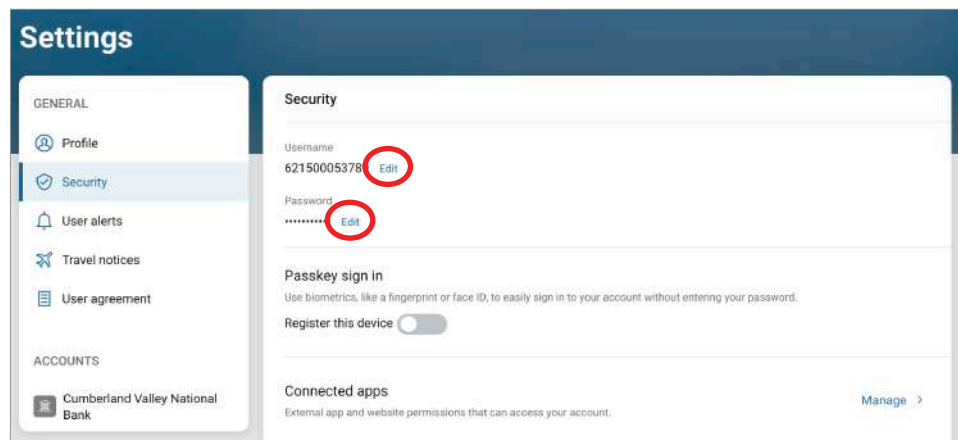 Settings
GENERAL
Profile
Security
User alerts
Travel notices
User agreement
ACCOUNTS
Cumberland Valley National
Bank
Security
Username
Edit
Password
•••••••••• Edit
Passkey sign in
Use biometrics, like a fingerprint or face ID, to easily sign in to your account without entering your password.
Register this device
Connected apps
External app and website permissions that can access your account.
Manage >